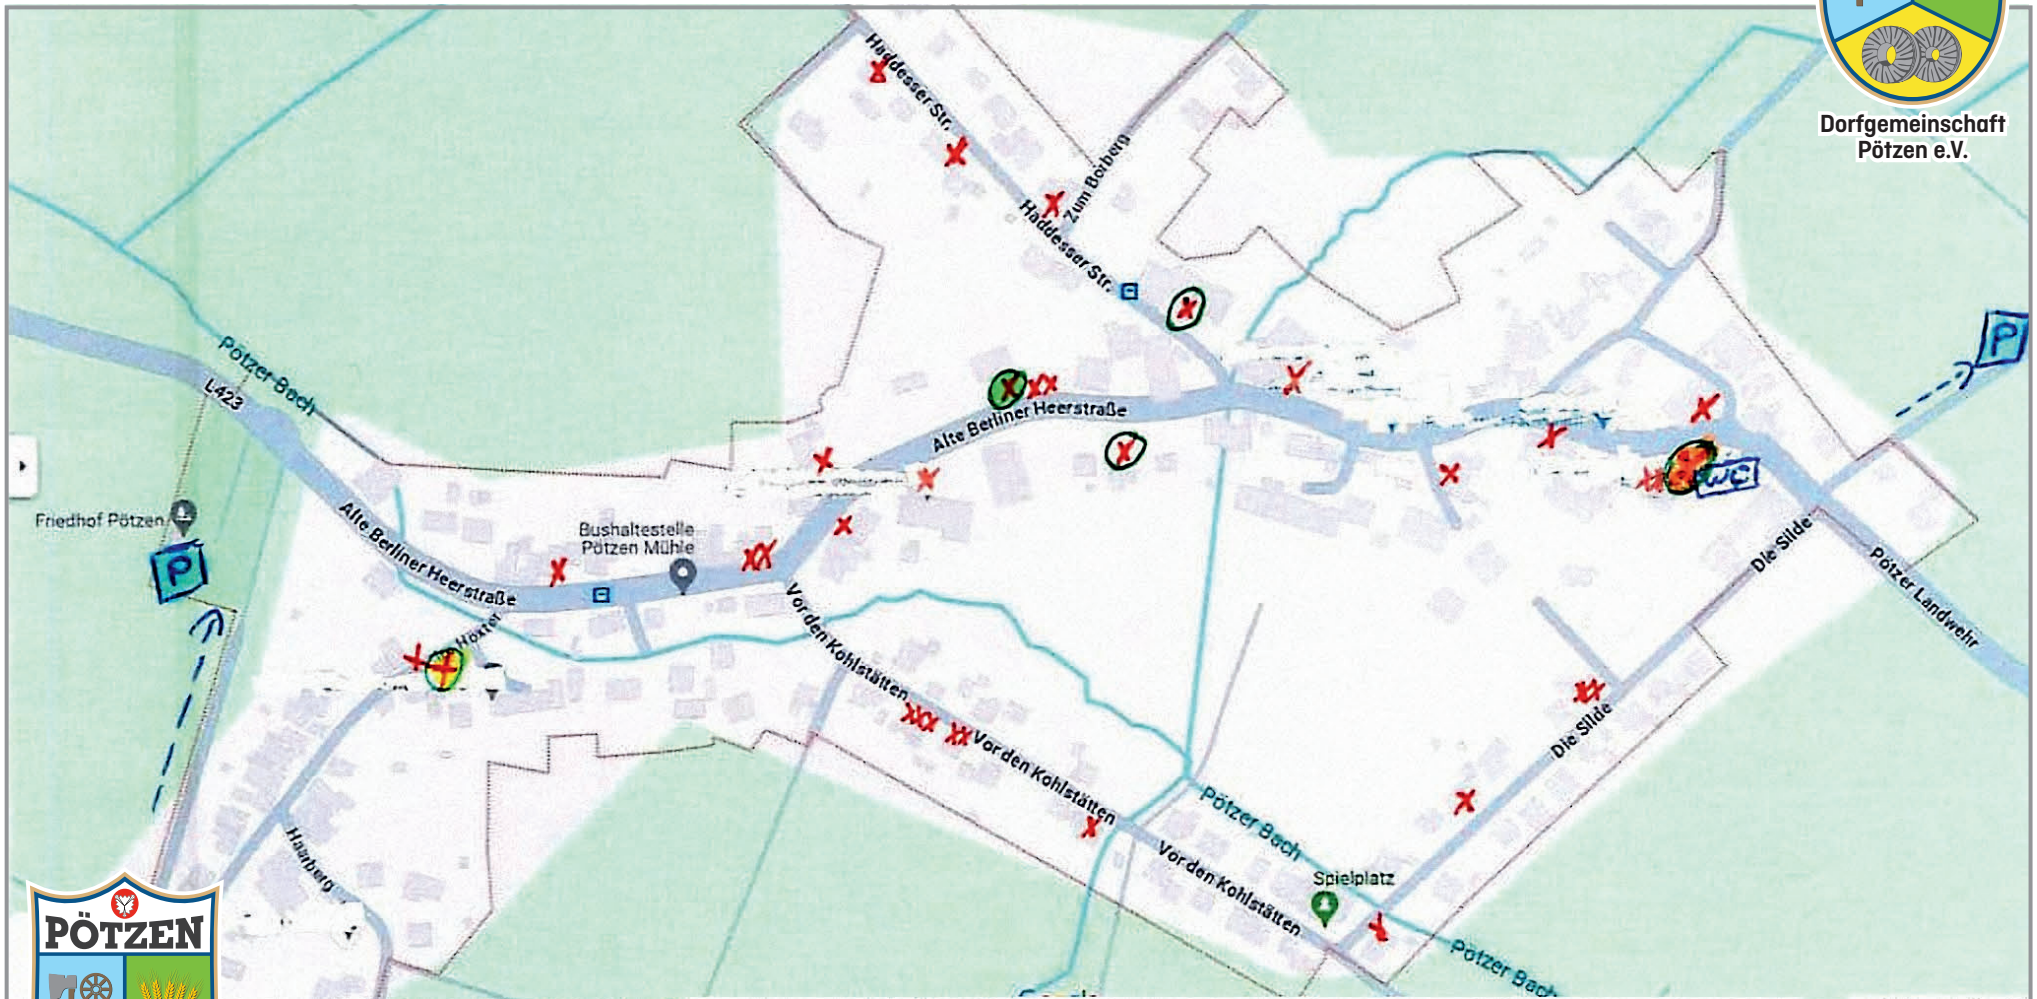 Dorfgemeinschaft
Pötzen e.V.
Haddesser Str.
Zum Borberg
Haddesser Str.
P
Pötzer Bach
L423
Alte Berliner Heerstraße
WC
Friedhof Pötzen
P
Bushaltestelle
Pötzen Mühle
Alte Berliner Heerstraße
Die Silde
Pötzer Landwehr
Höxter
Vor den Kohlstätten
Die Silde
Vor den Kohlstätten
Pötzer Bach
Hamberg
Vor den Kohlstätten
Spielplatz
PÖTZEN
Pötzer Bach